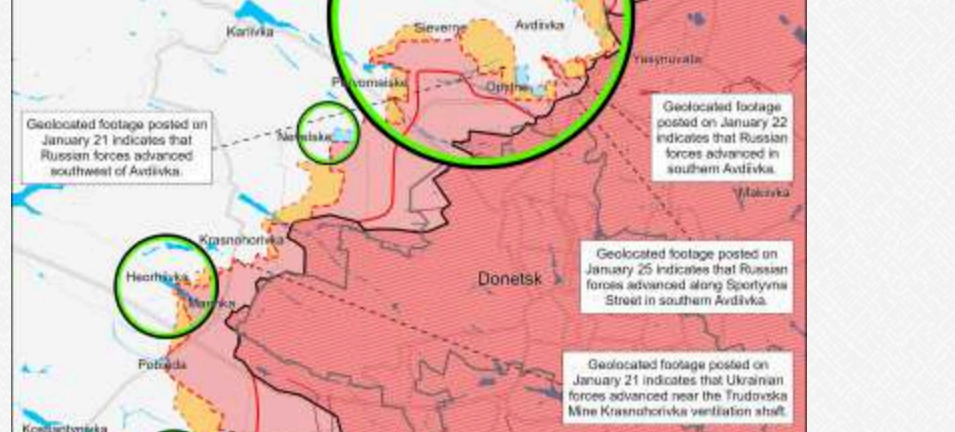 Sieverne
Avdiivka
Karlivka
Yasynuvata
Pervomaiske
Opytne
Geolocated footage
posted on January 22
indicates that Russian
forces advanced in
southern Avdiivka.
Geolocated footage posted on
January 21 indicates that
Russian forces advanced
southwest of Avdiivka.
Nevelske
Makiivka
Krasnohorivka
Geolocated footage posted on
January 25 indicates that Russian
forces advanced along Sportyvna
Street in southern Avdiivka.
Heorhiivka
Donetsk
Marinka
Pobieda
Geolocated footage posted on
January 21 indicates that Ukrainian
forces advanced near the Trudovska
Mine Krasnohorivka ventilation shaft.
Kostiantynivka